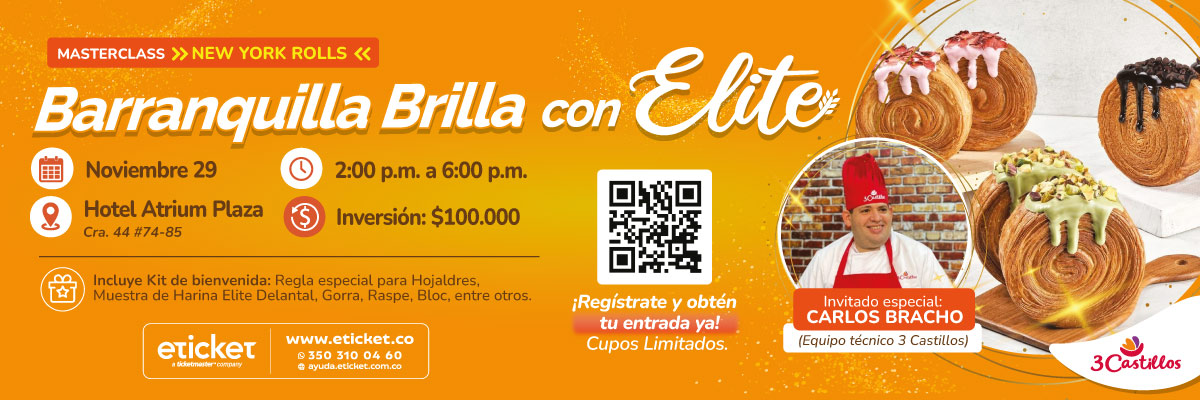 MASTERCLASS >> NEW YORK ROLLS <<
Barranquilla Brilla con Elite
Noviembre 29
2:00 p.m. a 6:00 p.m.
Hotel Atrium Plaza
Cra. 44 #74-85
Inversión: $100.000
Incluye Kit de bienvenida: Regla especial para Hojaldres,
Muestra de Harina Elite Delantal, Gorra, Raspe, Bloc, entre otros.
eticket
a ticketmaster company
www.eticket.co
350 310 04 60
ayuda.eticket.com.co
¡Regístrate y obtén
tu entrada ya!
Cupos Limitados.
3Castillos
3Castillos
Invitado especial:
CARLOS BRACHO
(Equipo técnico 3 Castillos)
3Castillos